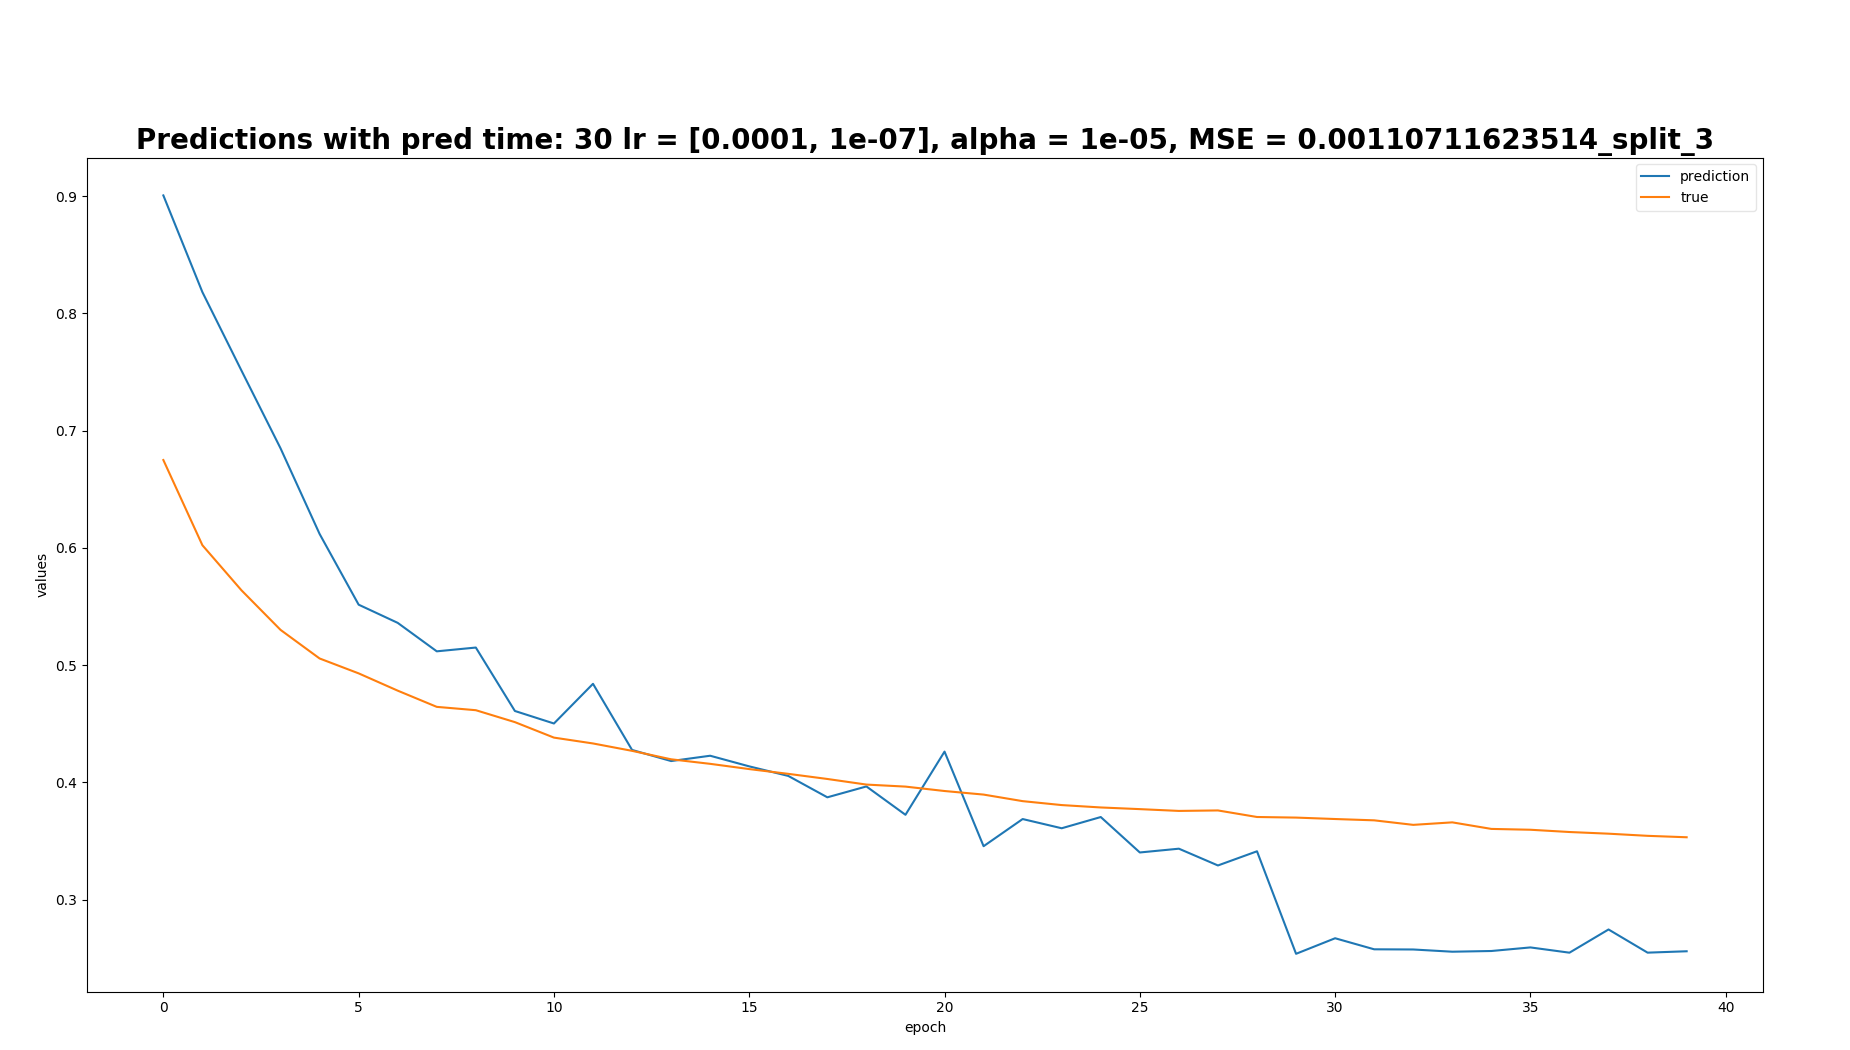 Predictions with pred time: 30 lr = [0.0001, 1e-07], alpha = 1e-05, MSE = 0.00110711623514_split_3
prediction
true
0.9
0.8
0.7
0.6
0.5
0.4
0.3
values
0 5 10 15 20 25 30 35 40
epoch